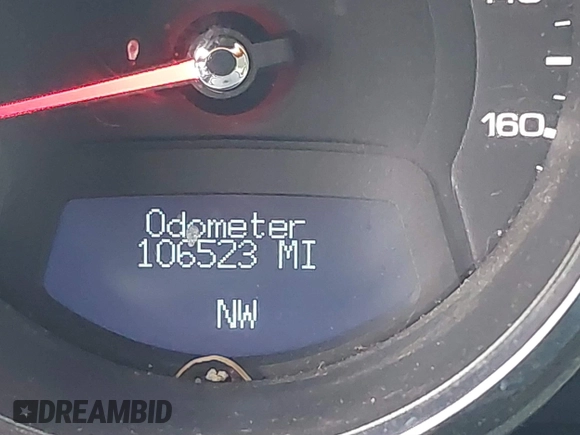 160
Odometer
106523 MI
NW
DREAMBID